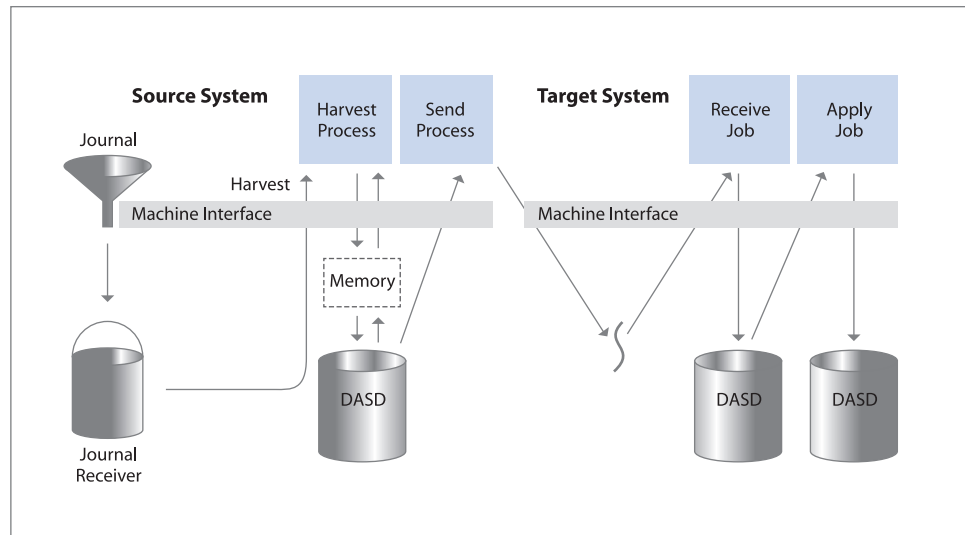 Source System
Harvest
Process
Send
Process
Target System
Receive
Job
Apply
Job
Journal
Harvest
Machine Interface
Machine Interface
Memory
DASD
DASD
DASD
Journal
Receiver